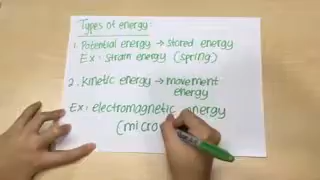 Types of energy:
1. Potential energy → stored energy
Ex: strain energy (spring)
2. Kinetic energy → movement
energy
Ex: electromagnetic energy
(micro